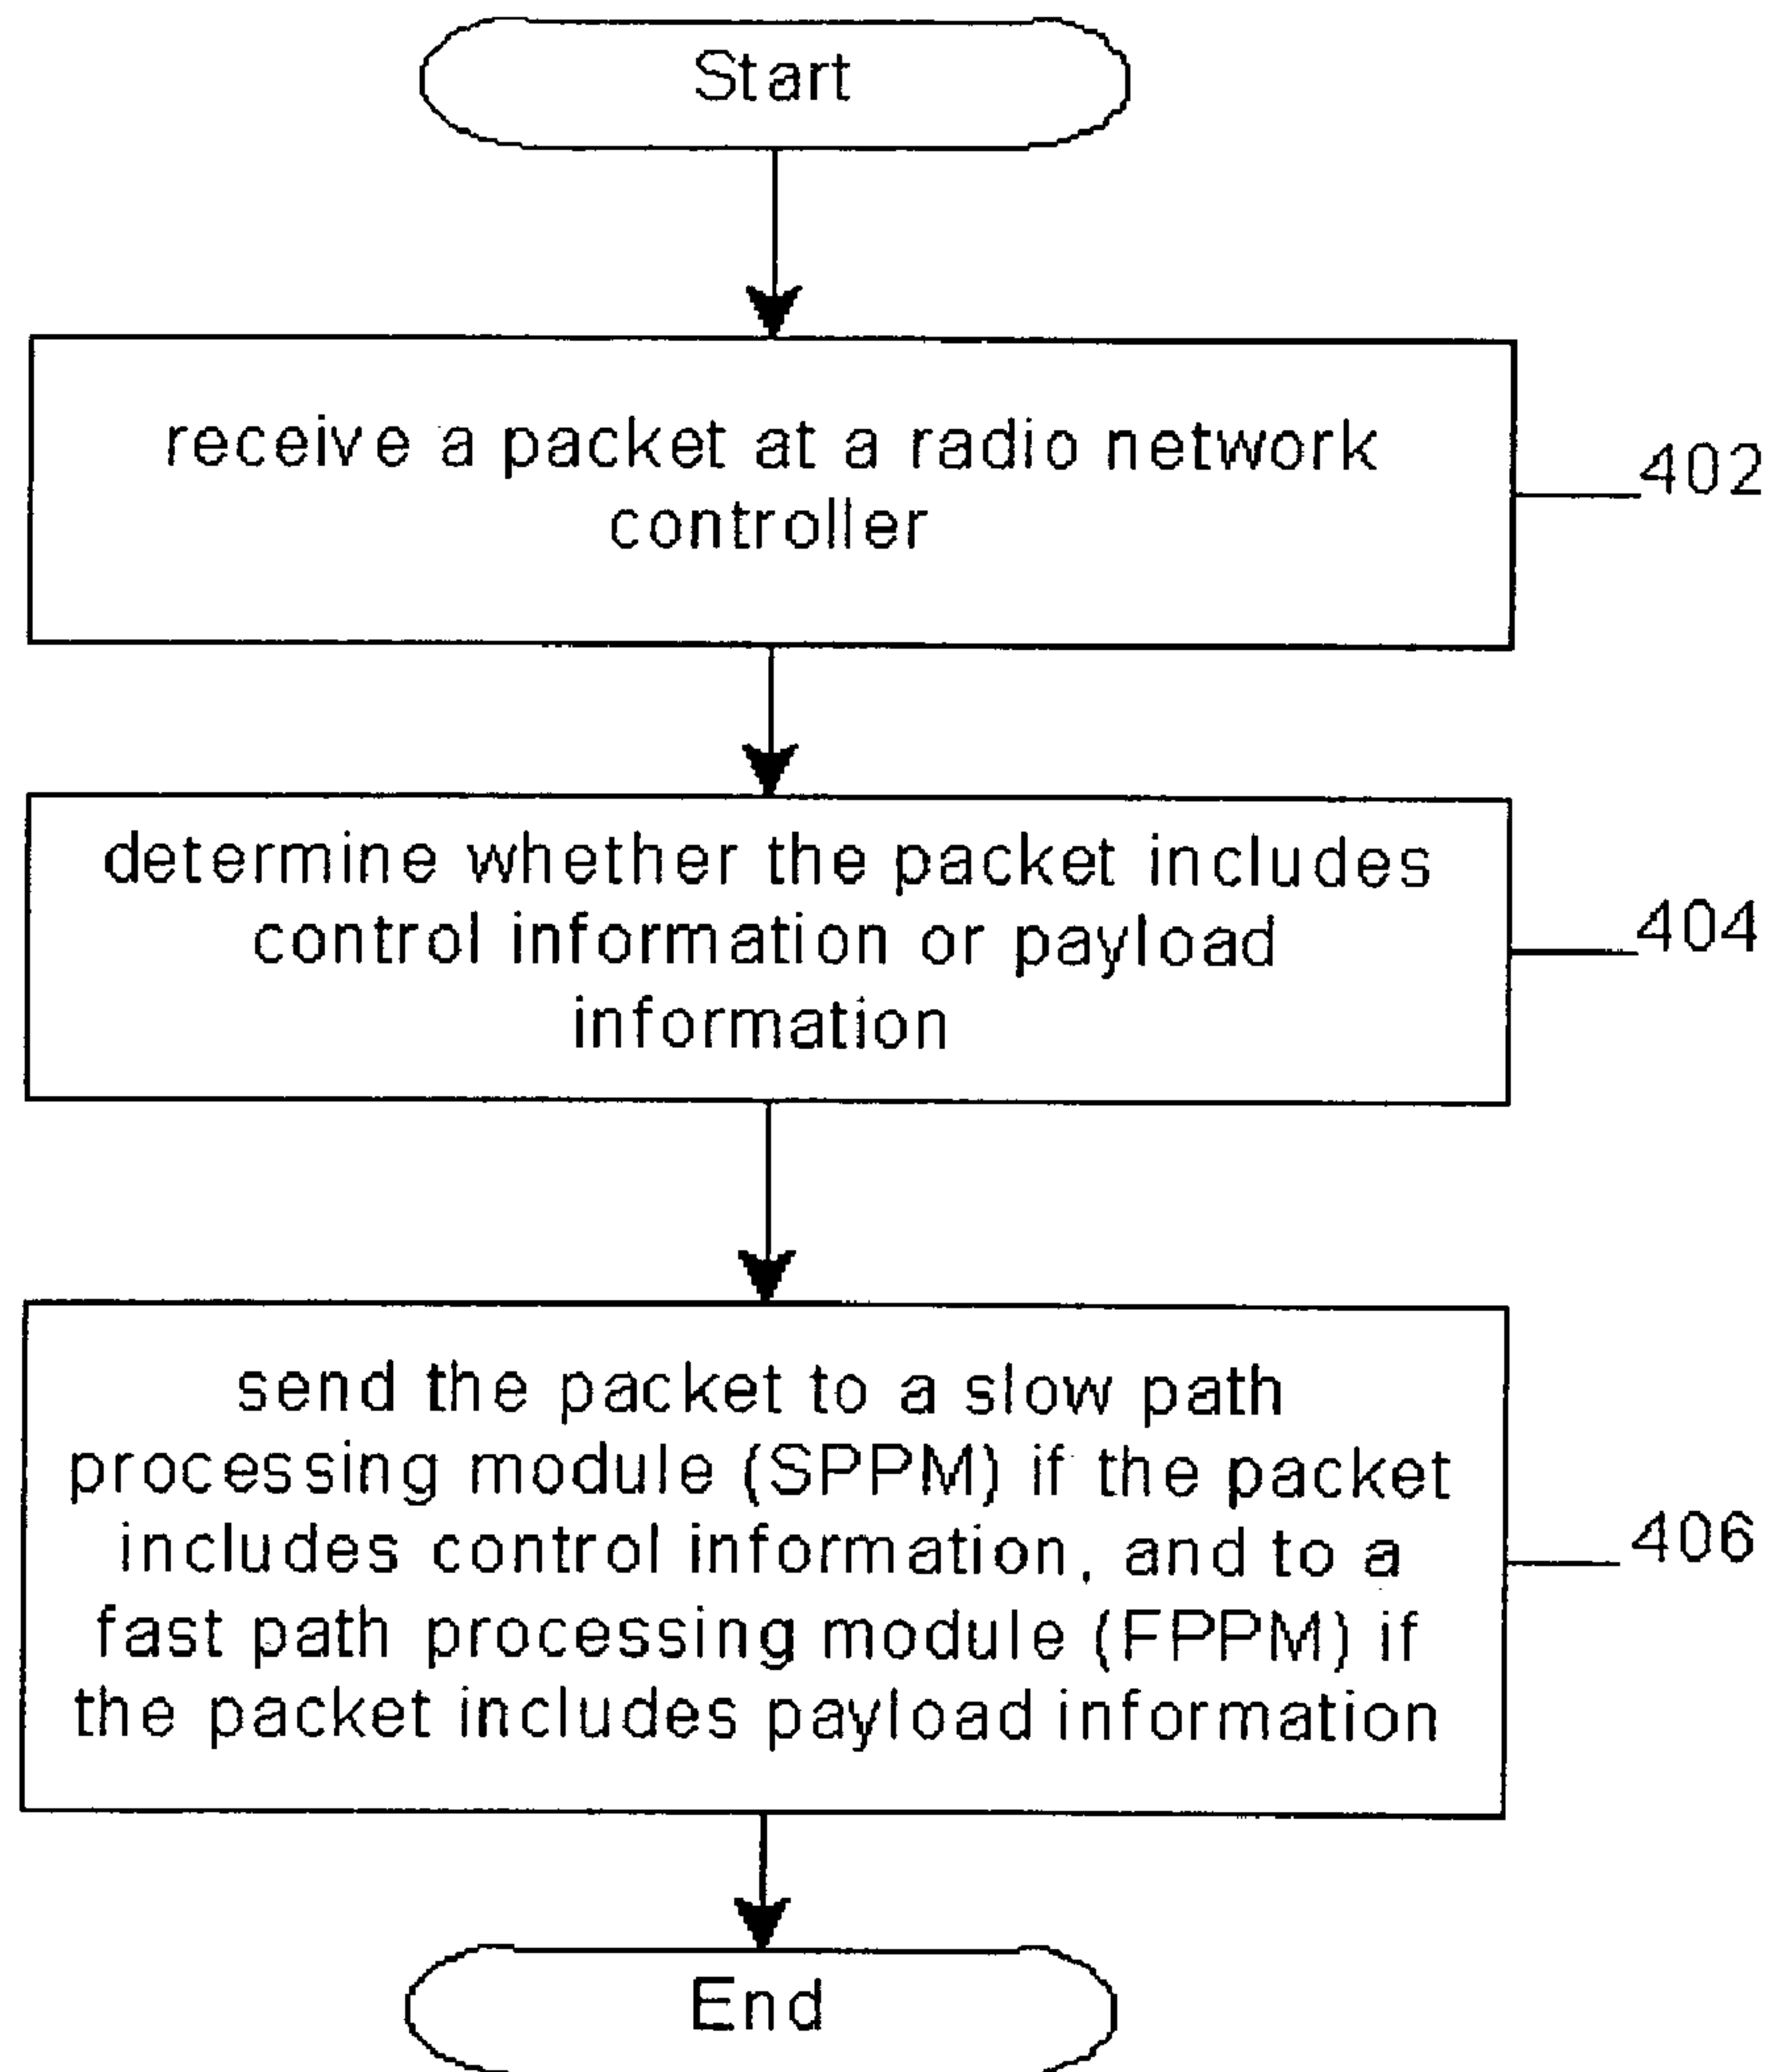 Start
receive a packet at a radio network
controller
402
determine whether the packet includes
control information or payload
information
404
send the packet to a slow path
processing module (SPPM) if the packet
includes control information, and to a
fast path processing module (FPPM) if
the packet includes payload information
406
End